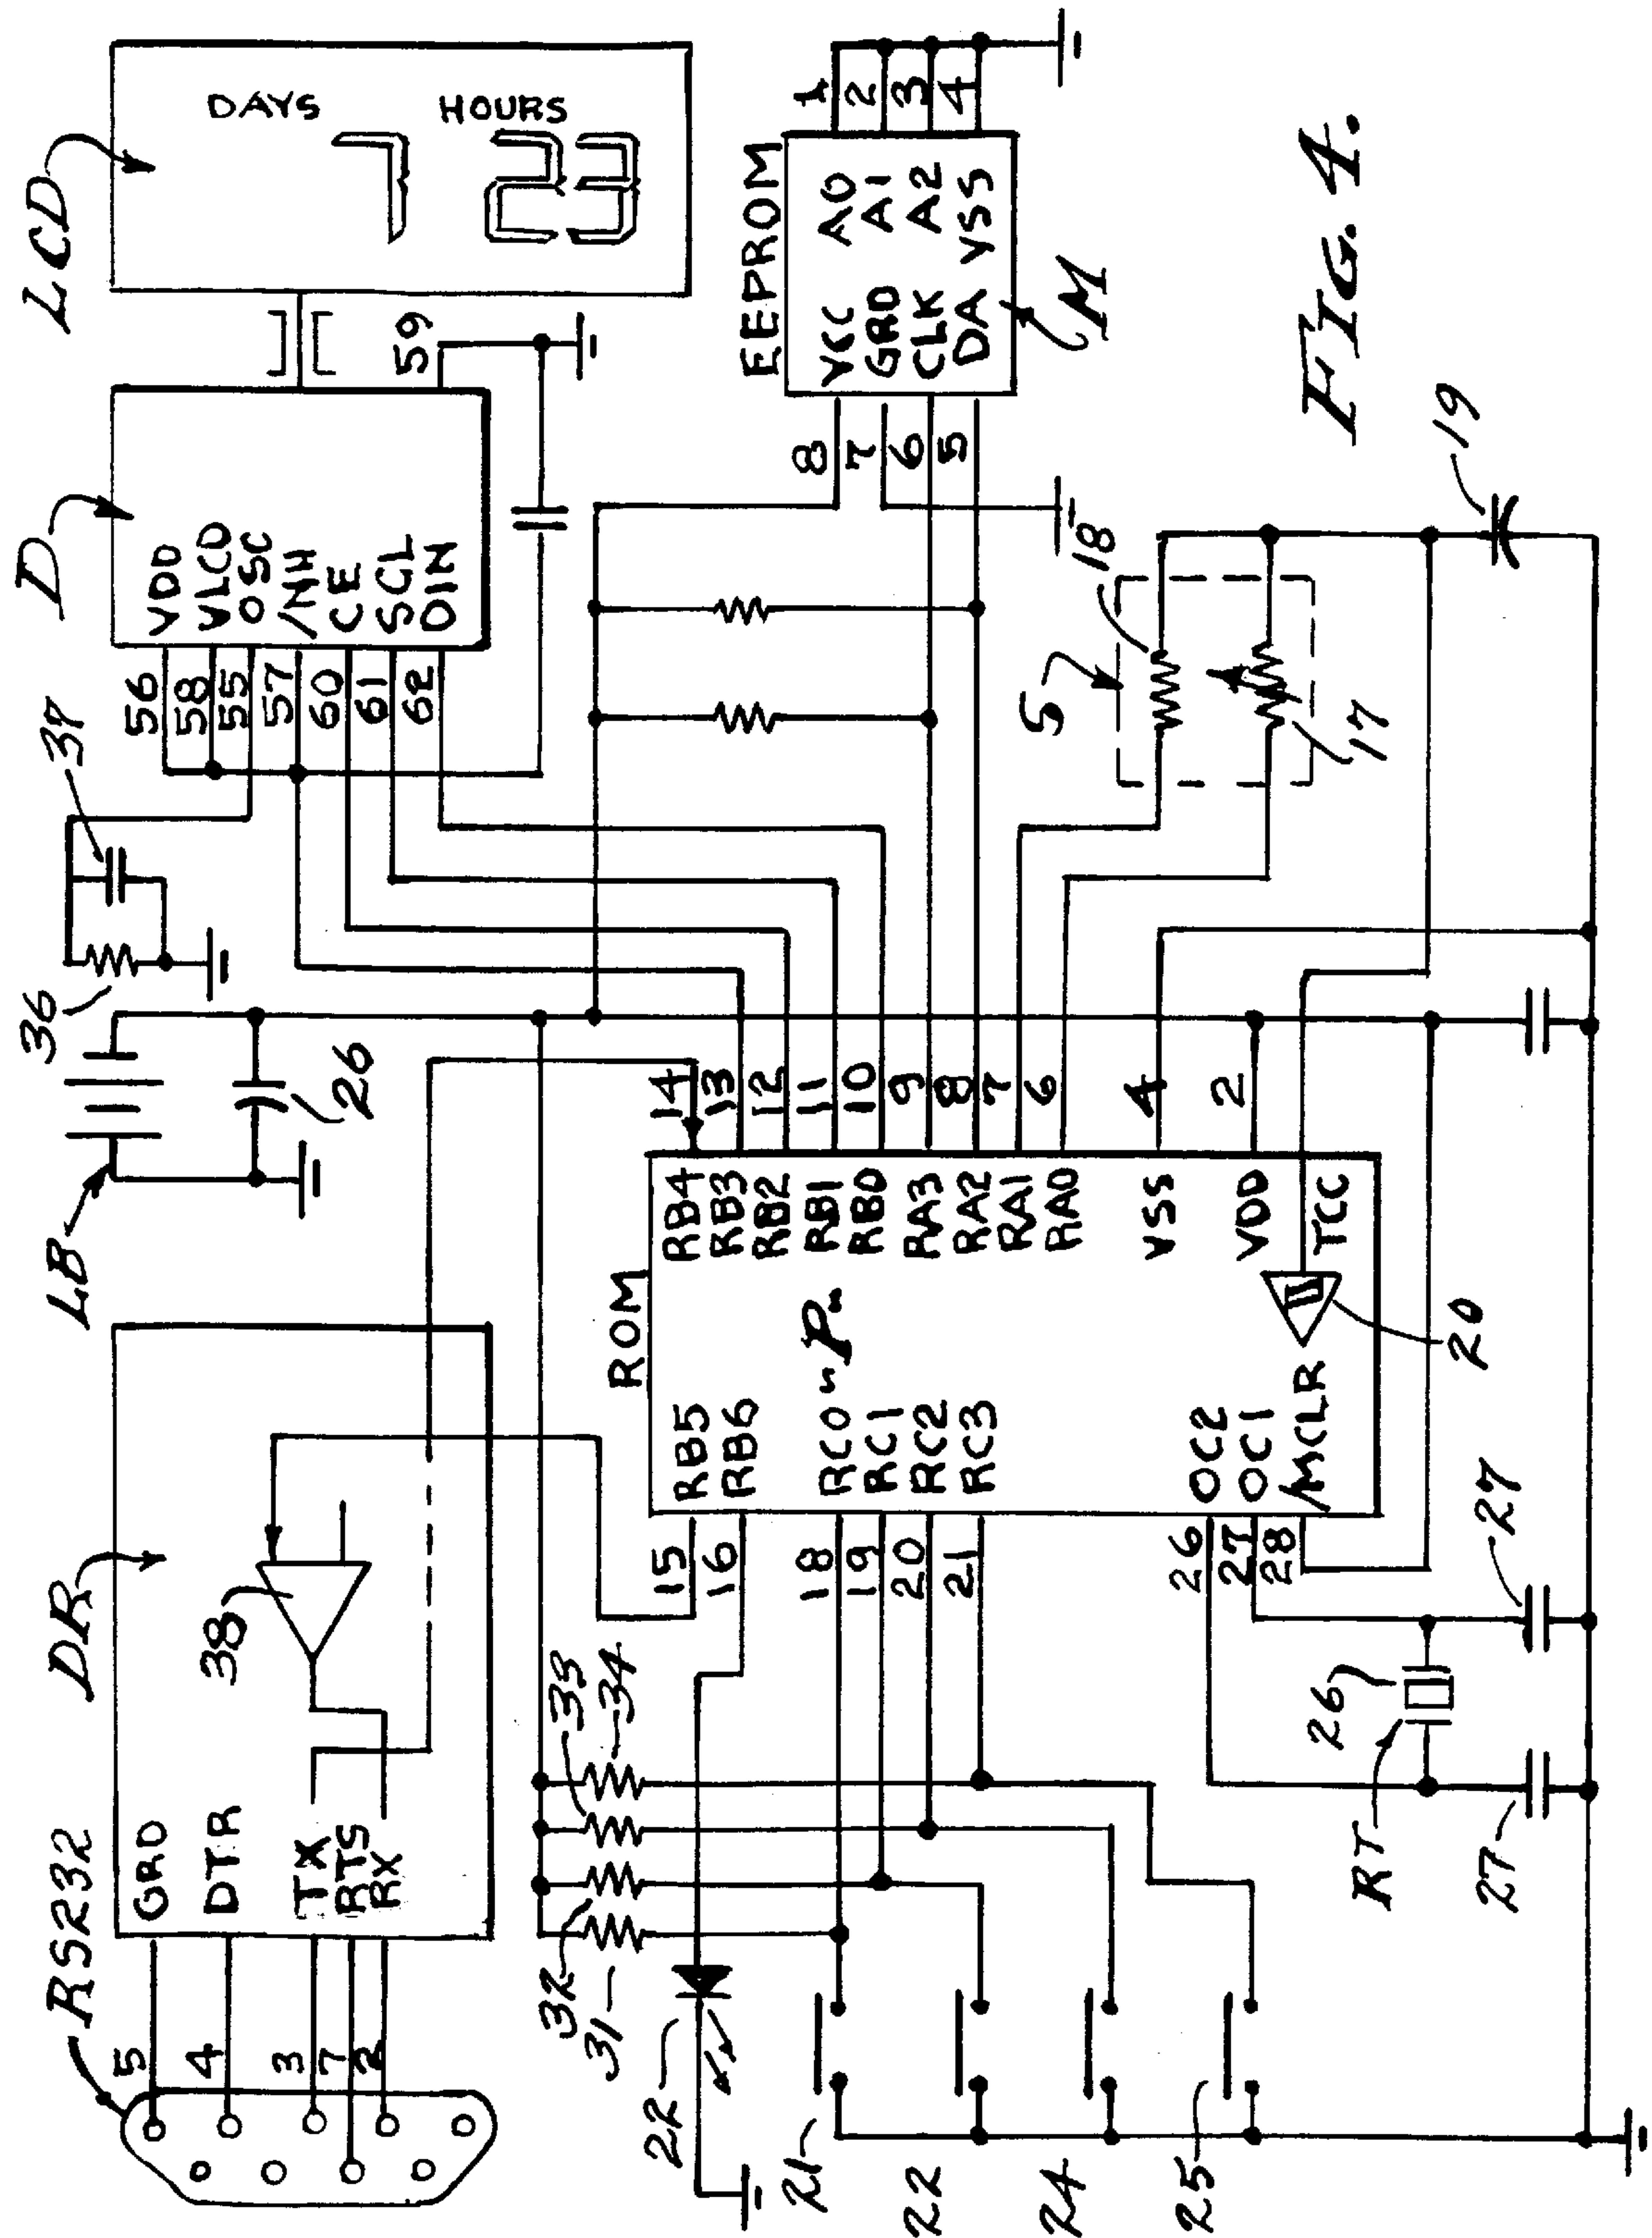 RS232
5
4
3
7
2
GRD
DTR
TX
RTS
RX
DR
38
LB
26
36
37
D
56
58
55
57
60
61
62
VDD
VLCD
OSC
/NH
CE
SCL
DIN
59
LCD
DAYS
7
HOURS
23
33
34
32
31
22
21
22
24
25
15
16
18
19
20
21
26
27
28
ROM
"P"
RB5
RB6
RC0
RC1
RC2
RC3
OC2
OC1
/MCLR
RB4
RB3
RB2
RB1
RB0
RA3
RA2
RA1
RA0
VSS
VDD
TCC
20
14
13
12
11
10
9
8
7
6
4
2
EEPROM
8
7
6
5
VCC
GRD
CLK
DA
A0
A1
A2
VSS
1
2
3
4
M
S
18
17
19
RT
26
27
27
FIG. 4.